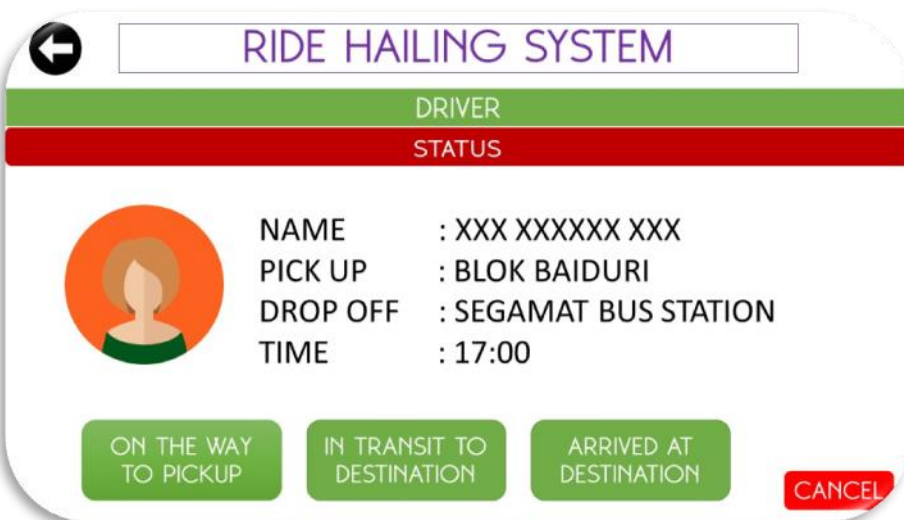 RIDE HAILING SYSTEM
DRIVER
STATUS
NAME : XXX XXXXXX XXX
PICK UP : BLOK BAIDURI
DROP OFF : SEGAMAT BUS STATION
TIME : 17:00
ON THE WAY
TO PICKUP
IN TRANSIT TO
DESTINATION
ARRIVED AT
DESTINATION
CANCEL